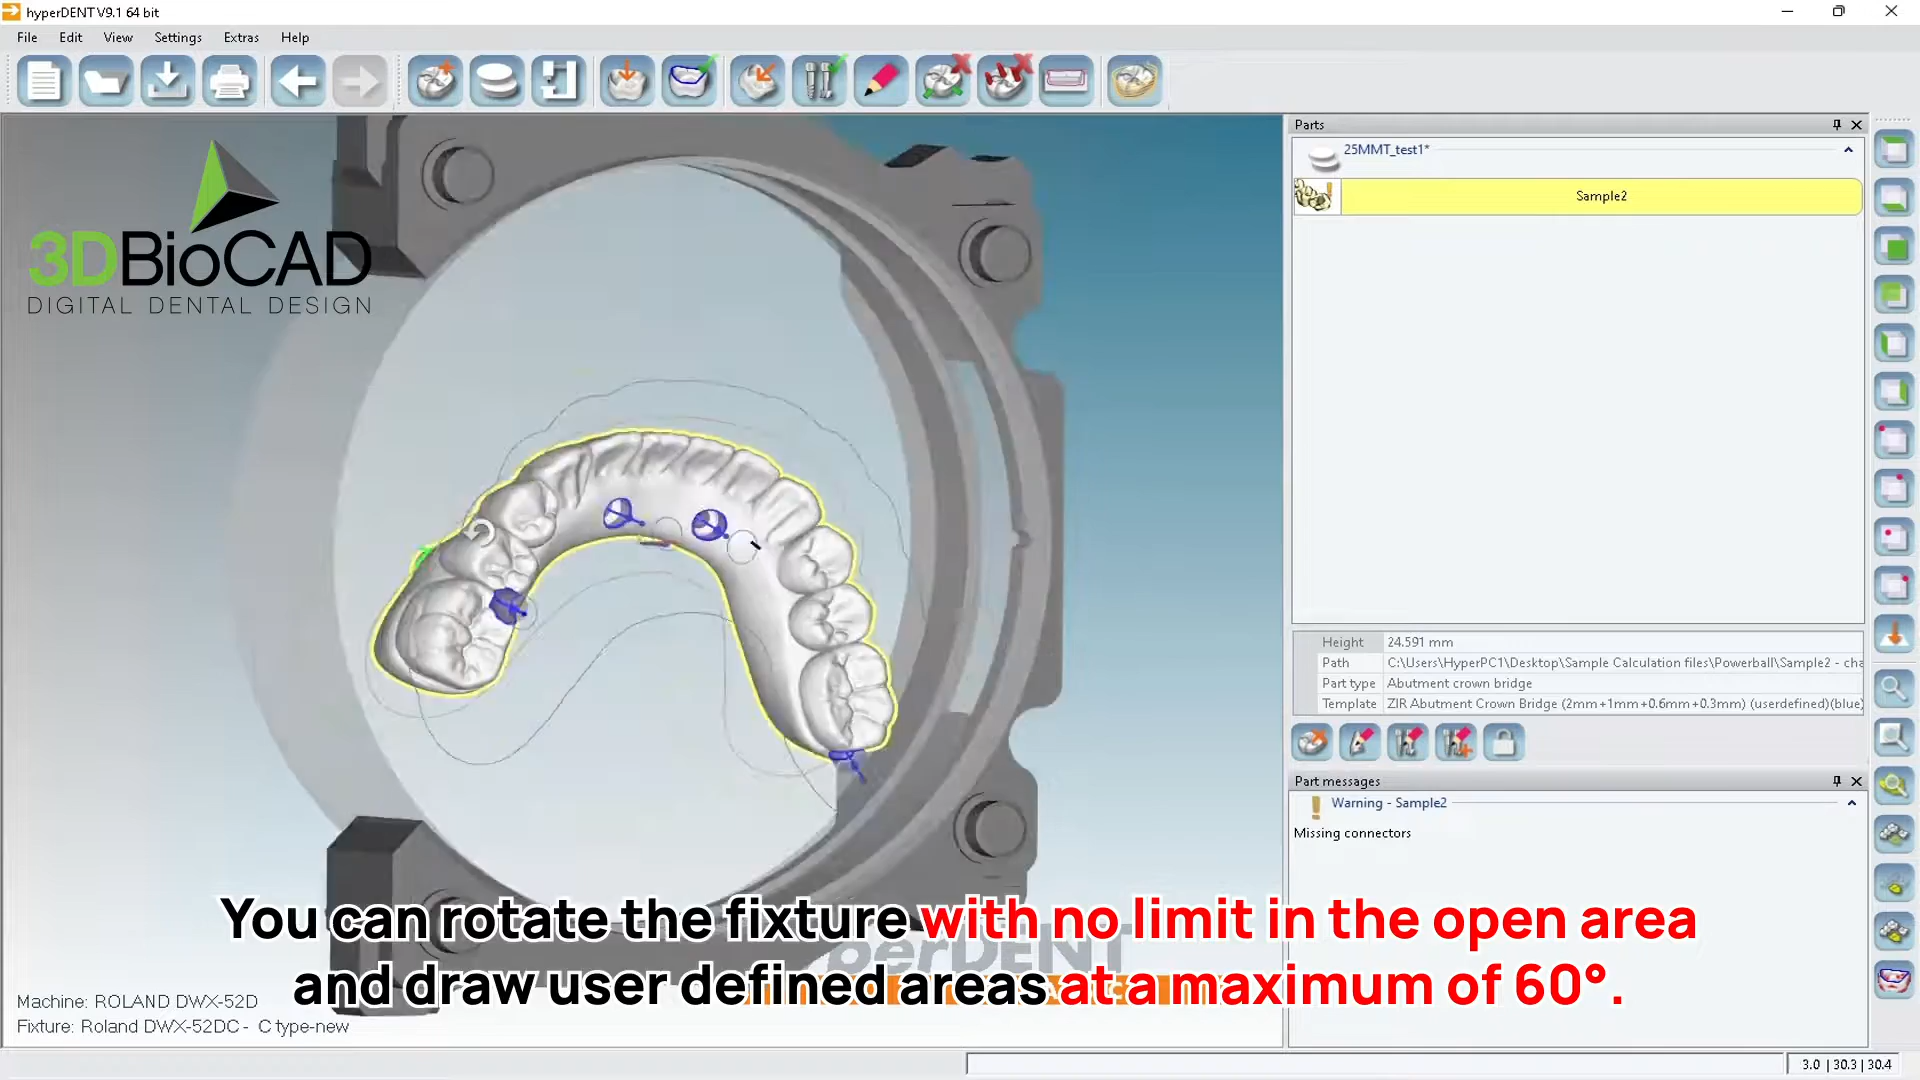 hyperDENT V9.1 64 bit
File Edit View Settings Extras Help
3DBioCAD
DIGITAL DENTAL DESIGN
Parts
25MMT_test1*
Sample2
Height 24.591 mm
Path C:\Users\HyperPC1\Desktop\Sample Calculation files\Powerball\Sample2 - cha
Part type Abutment crown bridge
Template ZIR Abutment Crown Bridge (2mm+1mm+0.6mm+0.3mm) (userdefined)(blue)
Part messages
Warning - Sample2
Missing connectors
You can rotate the fixture with no limit in the open area
and draw user defined areas at a maximum of 60°.
Machine: ROLAND DWX-52D
Fixture: Roland DWX-52DC - C type-new
3.0 | 30.3 | 30.4